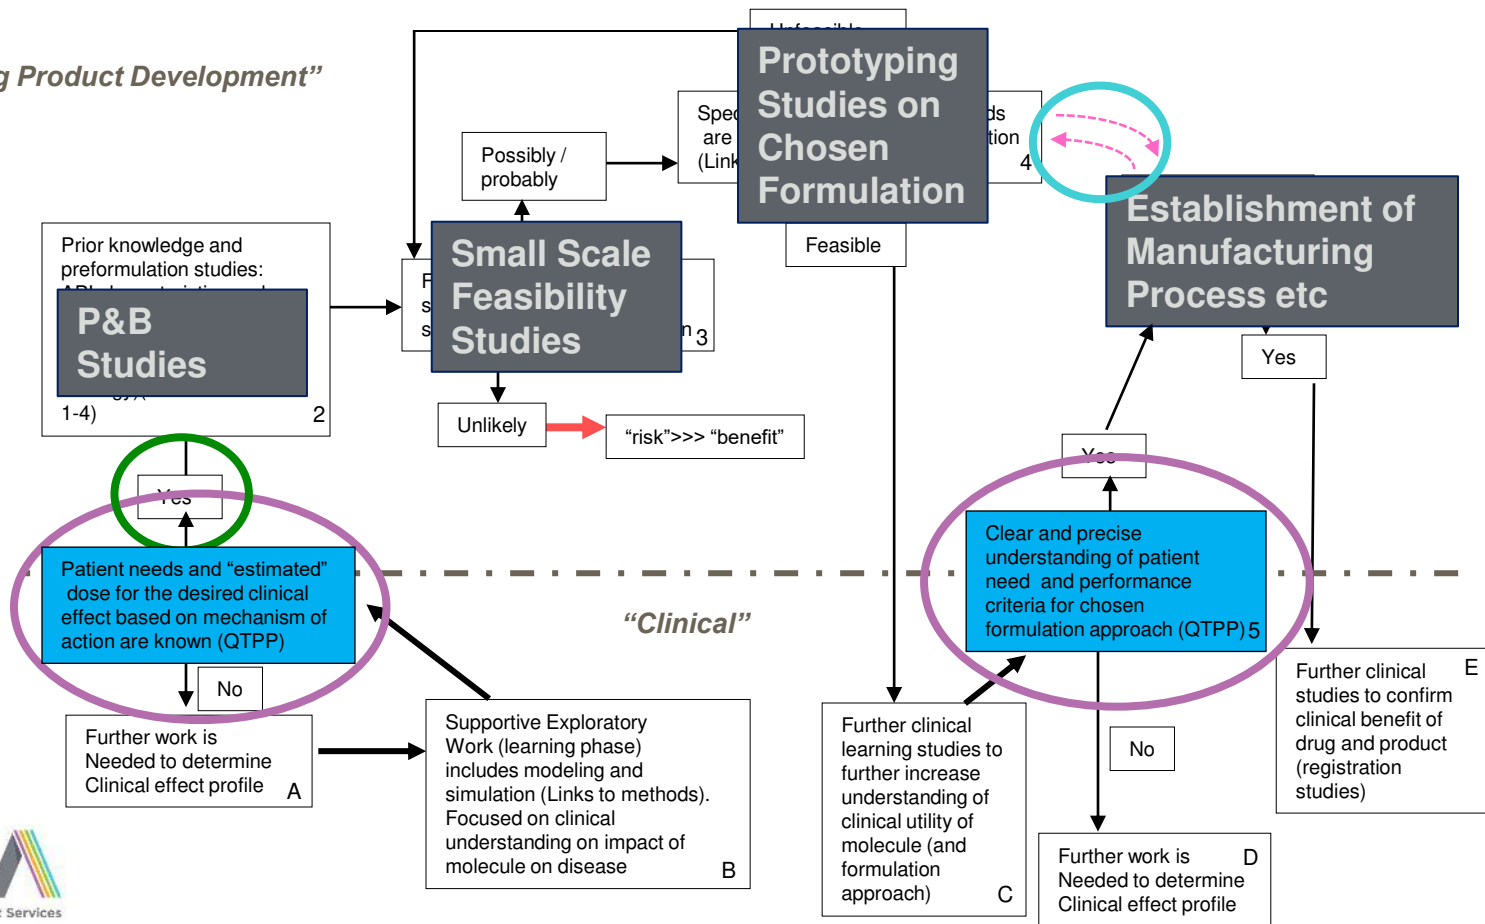 g Product Development”
Prototyping
Studies on
Chosen
Formulation
Spec
are
(Link
ds
tion
4
Possibly /
probably
Establishment of
Manufacturing
Process etc
Prior knowledge and
preformulation studies:
P&B
Studies
1-4)
2
Small Scale
Feasibility
Studies
3
Feasible
Yes
Unlikely
“risk”>>> “benefit”
Yes
Yes
Patient needs and “estimated”
dose for the desired clinical
effect based on mechanism of
action are known (QTPP)
Clear and precise
understanding of patient
need and performance
criteria for chosen
formulation approach (QTPP) 5
“Clinical”
No
Further work is
Needed to determine
Clinical effect profile
A
Supportive Exploratory
Work (learning phase)
includes modeling and
simulation (Links to methods).
Focused on clinical
understanding on impact of
molecule on disease
B
Further clinical
learning studies to
further increase
understanding of
clinical utility of
molecule (and
formulation
approach)
C
No
Further work is
Needed to determine
Clinical effect profile
D
Further clinical
studies to confirm
clinical benefit of
drug and product
(registration
studies)
E
Services